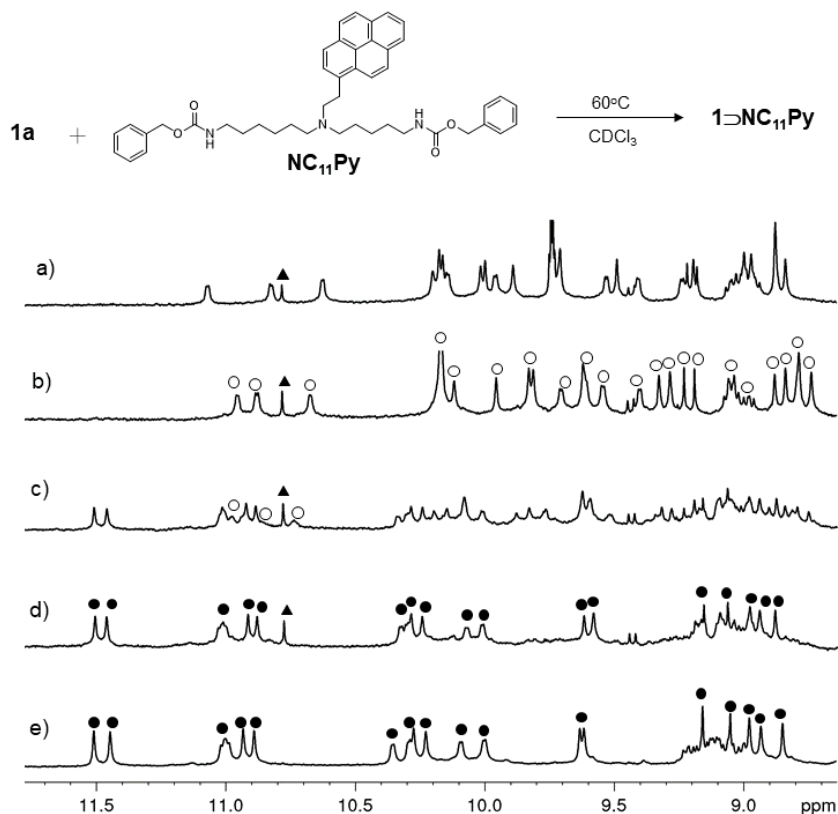 1a + NC₁₁Py 60°C CDCl₃ 1⊃NC₁₁Py
O O N H N H N O O
a)
b)
c)
d)
e)
11.5 11.0 10.5 10.0 9.5 9.0 ppm